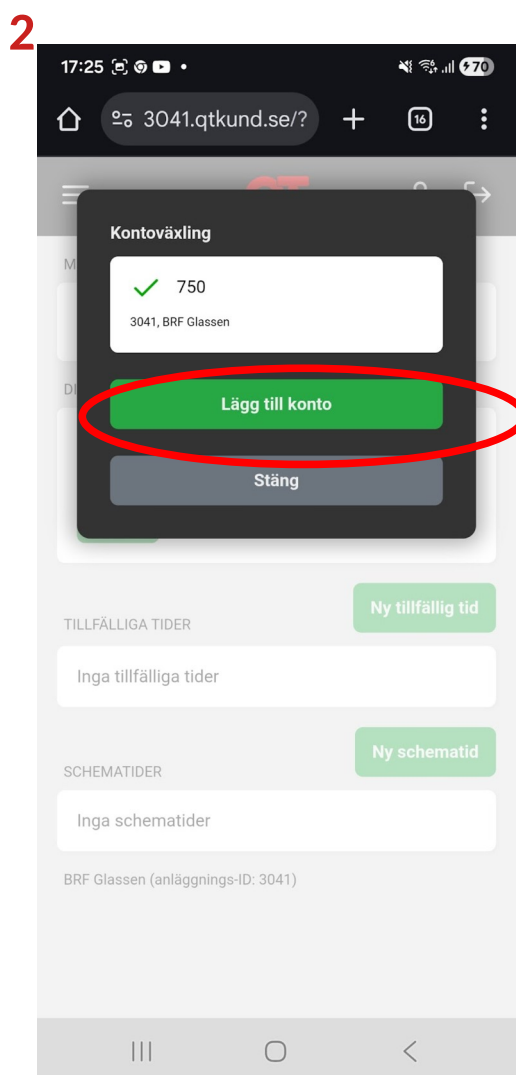 2
17:25
70
3041.qtkund.se/?
16
QT
Kontoväxling
750
3041, BRF Glassen
Lägg till konto
Stäng
Ny tillfällig tid
TILLFÄLLIGA TIDER
Inga tillfälliga tider
Ny schematid
SCHEMATIDER
Inga schematider
BRF Glassen (anläggnings-ID: 3041)